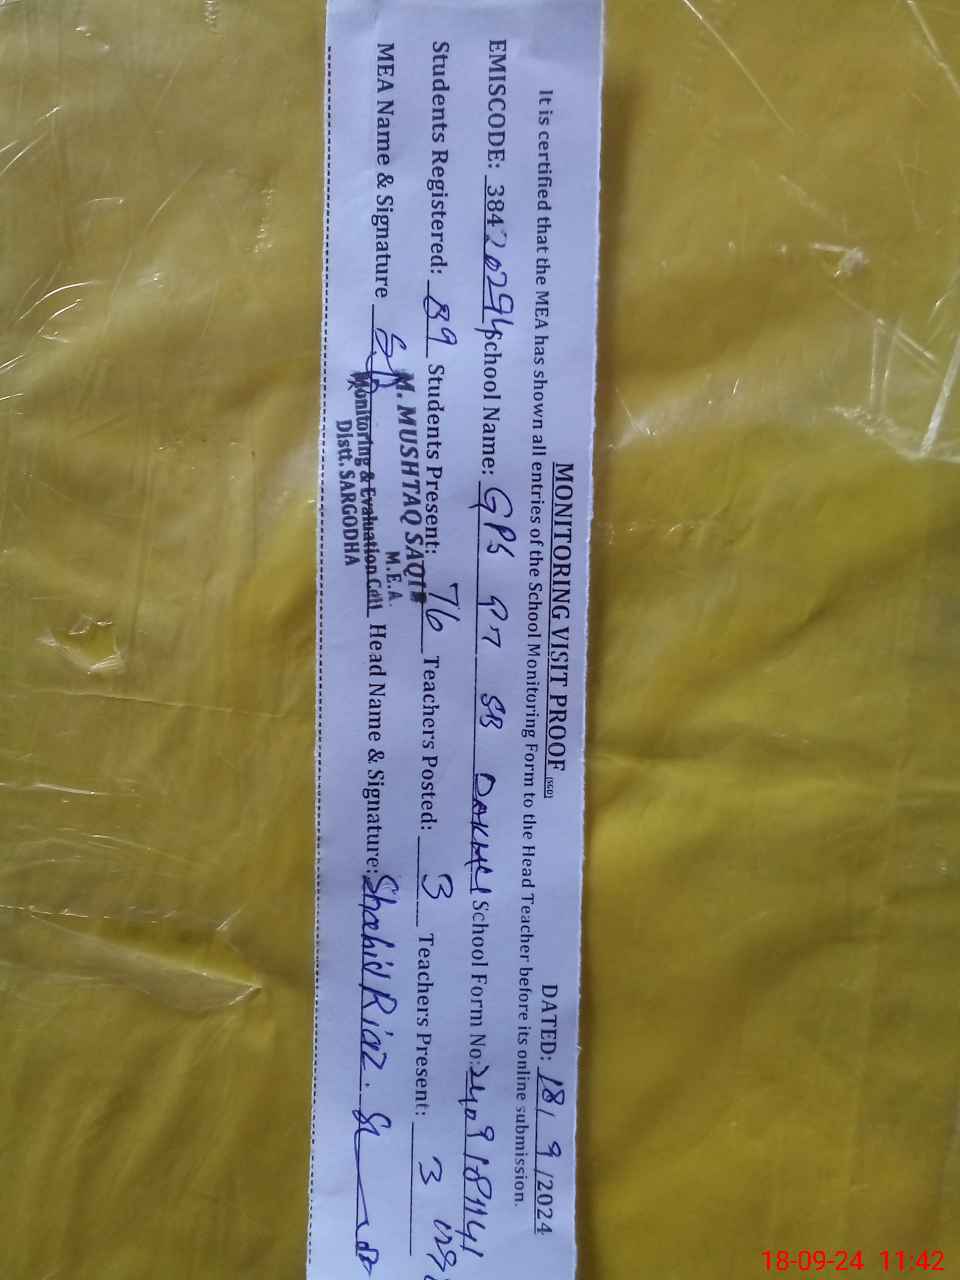 MONITORING VISIT PROOF (SGD) DATED: 18/ 9 /2024
It is certified that the MEA has shown all entries of the School Monitoring Form to the Head Teacher before its online submission.
EMISCODE: 38420294 School Name: GPS 97 SB School Form No:
Students Registered: 89 Students Present: 76 Teachers Posted: 3 Teachers Present: 3
MEA Name & Signature Head Name & Signature: Shahid Riaz.
M. MUSHTAQ SAQI
M.E.A.
Monitoring & Evaluation Cell
Distt. SARGODHA
18-09-24 11:42